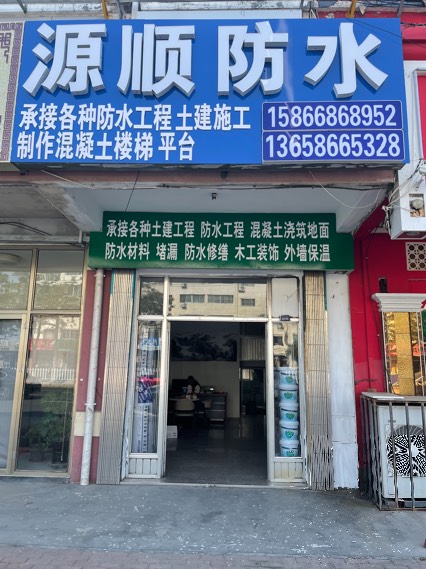 源顺防水
承接各种防水工程 土建施工
制作混凝土楼梯 平台
15866868952
13658665328
承接各种土建工程 防水工程 混凝土浇筑地面
防水材料 堵漏 防水修缮 木工装饰 外墙保温